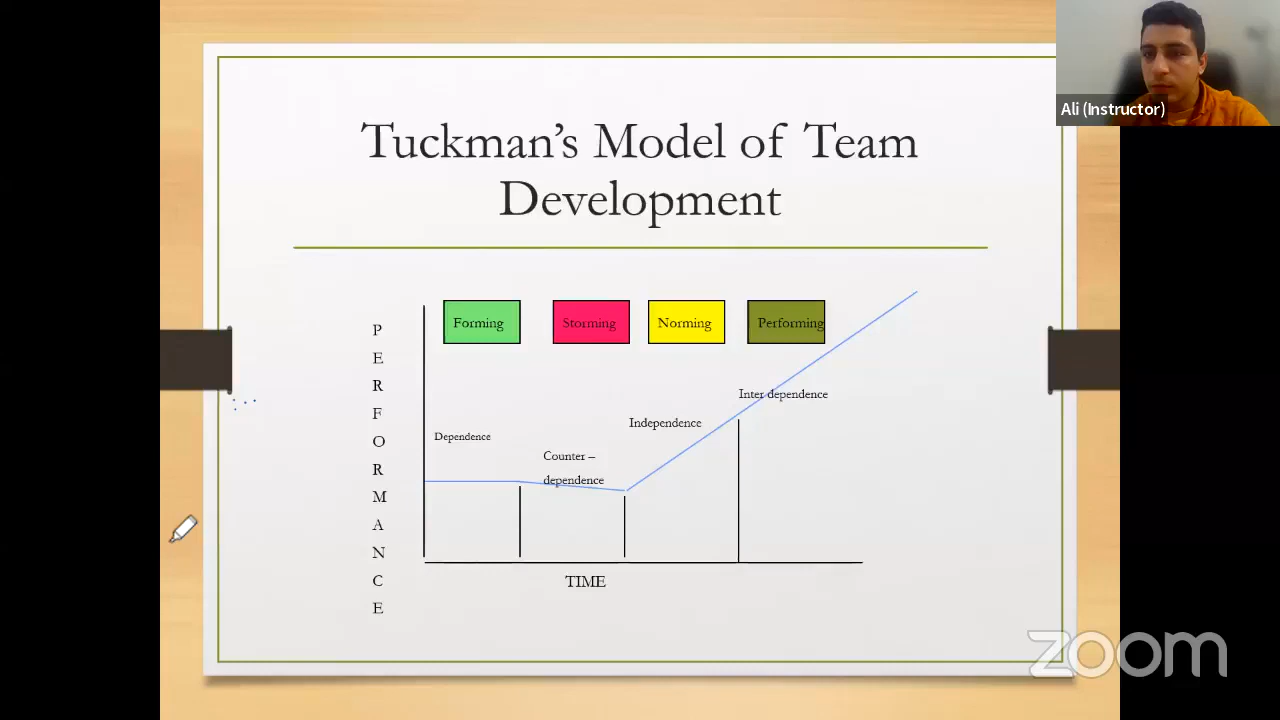 Ali (Instructor)
Tuckman’s Model of Team
Development
Forming
Storming
Norming
Performing
P
E
R
F
O
R
M
A
N
C
E
Dependence
Counter –
dependence
Independence
Inter dependence
TIME
zoom